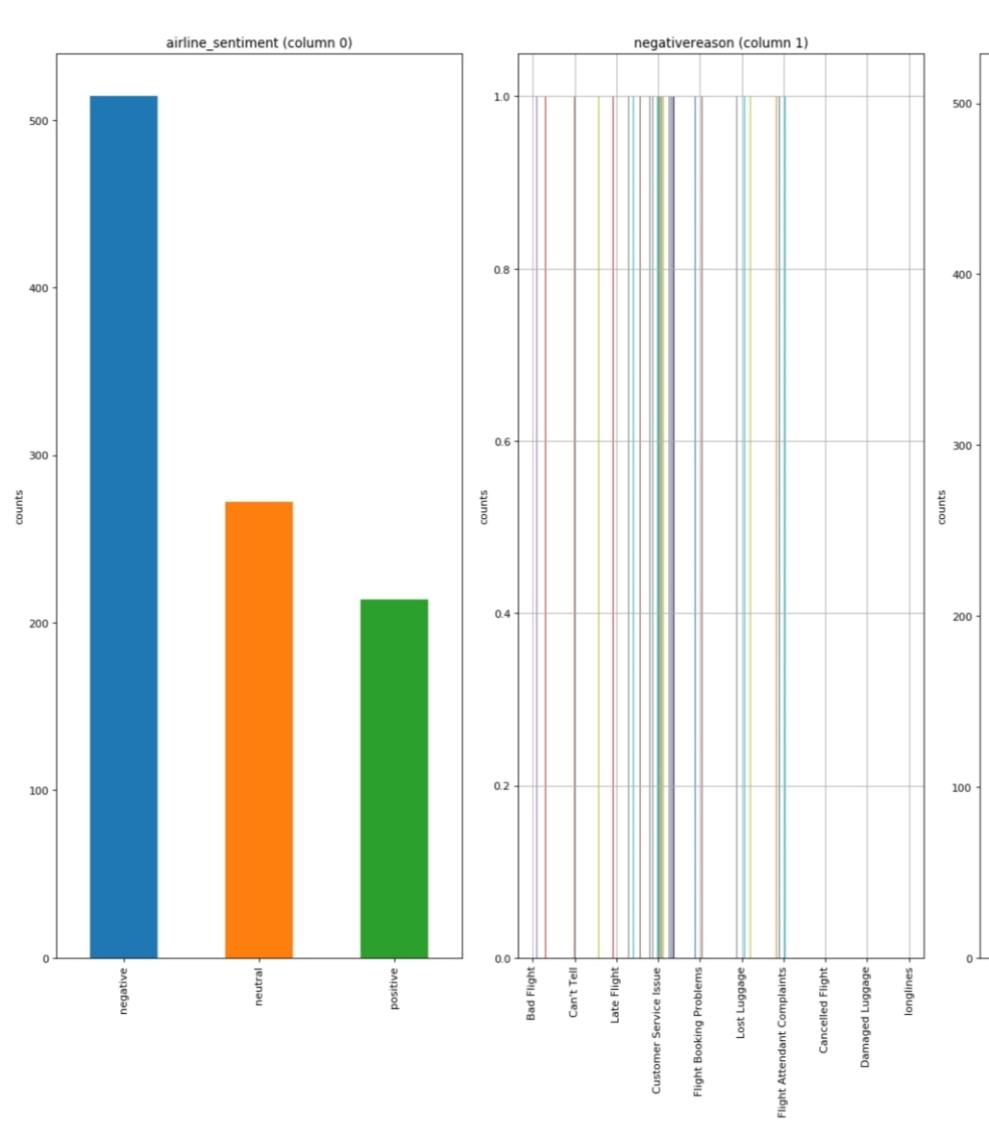 airline_sentiment (column 0)
counts
500
400
300
200
100
0
negative
neutral
positive
negativereason (column 1)
counts
1.0
0.8
0.6
0.4
0.2
0.0
Bad Flight
Can't Tell
Late Flight
Customer Service Issue
Flight Booking Problems
Lost Luggage
Flight Attendant Complaints
Cancelled Flight
Damaged Luggage
longlines
counts
500
400
300
200
100
0